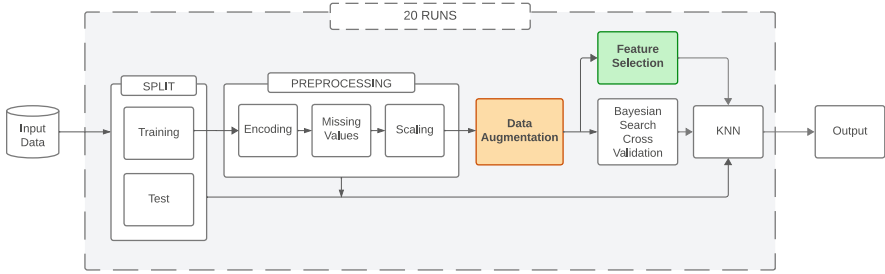 20 RUNS
SPLIT
PREPROCESSING
Input
Data
Training
Test
Encoding
Missing
Values
Scaling
Data
Augmentation
Feature
Selection
Bayesian
Search
Cross
Validation
KNN
Output